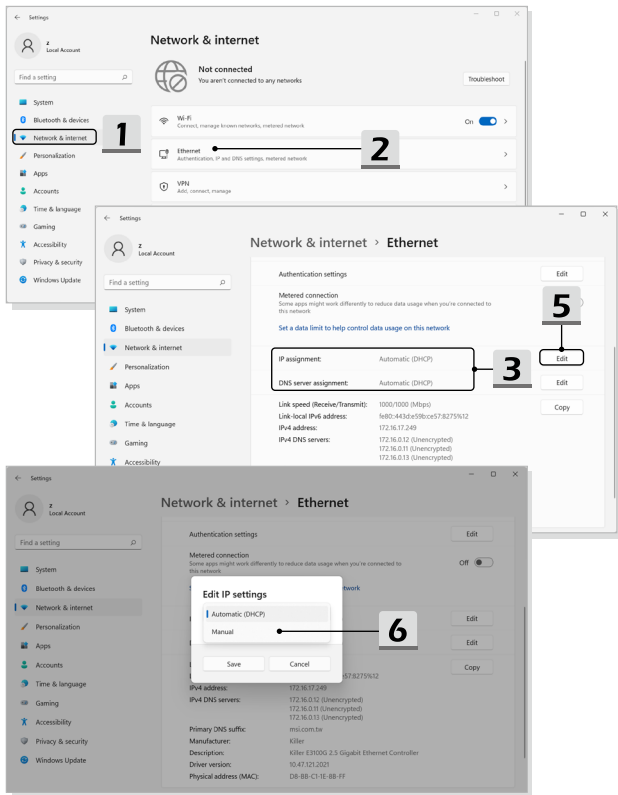 Settings
z
Local Account
Find a setting
System
Bluetooth & devices
Network & internet
Personalization
Apps
Accounts
Time & language
Gaming
Accessibility
Privacy & security
Windows Update
1
Network & internet
Not connected
You aren't connected to any networks
Troubleshoot
Wi-Fi
Connect, manage known networks, metered network
On
Ethernet
Authentication, IP and DNS settings, metered network
2
VPN
Add, connect, manage
Settings
z
Local Account
Find a setting
System
Bluetooth & devices
Network & internet
Personalization
Apps
Accounts
Time & language
Gaming
Accessibility
Network & internet > Ethernet
Authentication settings Edit
Metered connection
Some apps might work differently to reduce data usage when you're connected to
this network
5
Set a data limit to help control data usage on this network
IP assignment: Automatic (DHCP) Edit
3
DNS server assignment: Automatic (DHCP) Edit
Link speed (Receive/Transmit): 1000/1000 (Mbps) Copy
Link-local IPv6 address: fe80::443d:e59b:ce57:8275%12
IPv4 address: 172.16.17.249
IPv4 DNS servers: 172.16.0.12 (Unencrypted)
172.16.0.11 (Unencrypted)
172.16.0.13 (Unencrypted)
Settings
z
Local Account
Find a setting
System
Bluetooth & devices
Network & internet
Personalization
Apps
Accounts
Time & language
Gaming
Accessibility
Privacy & security
Windows Update
Network & internet > Ethernet
Authentication settings Edit
Metered connection
Some apps might work differently to reduce data usage when you're connected to
this network
Off
Edit IP settings
Automatic (DHCP)
Manual
6
Save Cancel
Edit
Edit
Copy
e57:8275%12
IPv4 address: 172.16.17.249
IPv4 DNS servers: 172.16.0.12 (Unencrypted)
172.16.0.11 (Unencrypted)
172.16.0.13 (Unencrypted)
Primary DNS suffix: msi.com.tw
Manufacturer: Killer
Description: Killer E3100G 2.5 Gigabit Ethernet Controller
Driver version: 10.47.121.2021
Physical address (MAC): D8-BB-C1-1E-8B-FF